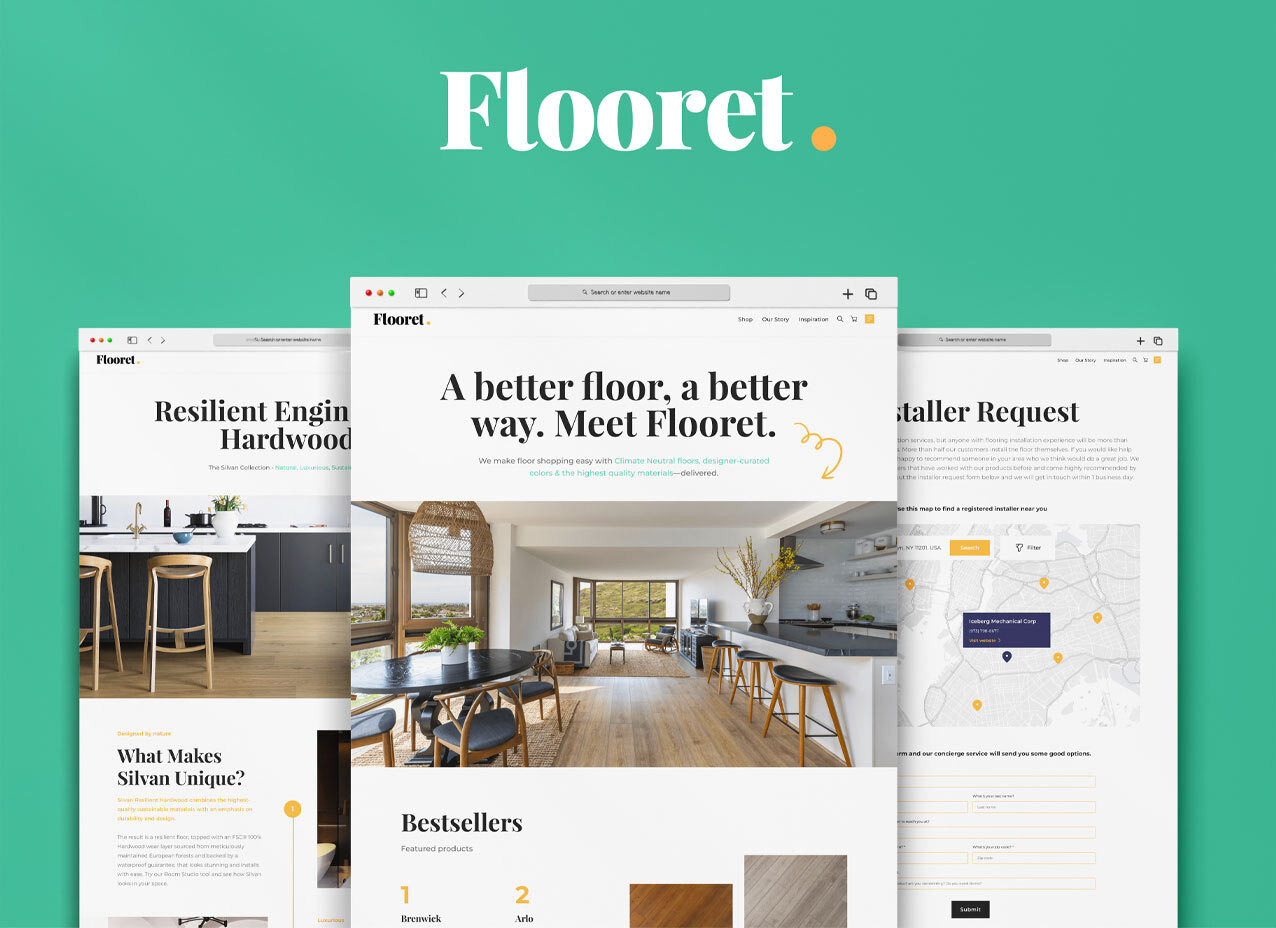 Flooret.
Search or enter website name
Flooret.
Shop Our Story Inspiration
A better floor, a better
way. Meet Flooret.
We make floor shopping easy with Climate Neutral floors, designer-curated
colors & the highest quality materials—delivered.
Bestsellers
Featured products
1
Brenwick
2
Arlo
Search or enter website name
Flooret.
Resilient Engin
Hardwood
The Silvan Collection - Natural, Luxurious, Sustai
Designed by nature
What Makes
Silvan Unique?
Silvan Resilient Hardwood combines the highest-
quality sustainable materials with an emphasis on
durability and design.
The result is a resilient floor, topped with an FSC® 100%
Hardwood wear layer sourced from meticulously
maintained European forests and backed by a
waterproof guarantee, that looks stunning and installs
with ease. Try our Room Studio tool and see how Silvan
looks in your space.
1
Luxurious
Search or enter website name
Shop Our Story Inspiration
staller Request
tion services, but anyone with flooring installation experience will be more than
. More than half our customers install the floor themselves. If you would like help
happy to recommend someone in your area who we think would do a great job. We
ers that have worked with our products before and come highly recommended by
out the installer request form below and we will get in touch within 1 business day.
se this map to find a registered installer near you
n, NY 11201, USA
Search
Filter
Iceberg Mechanical Corp
Visit website
rm and our concierge service will send you some good options.
What's your last name?
Last name
What's your zip code? *
Zip code
Submit